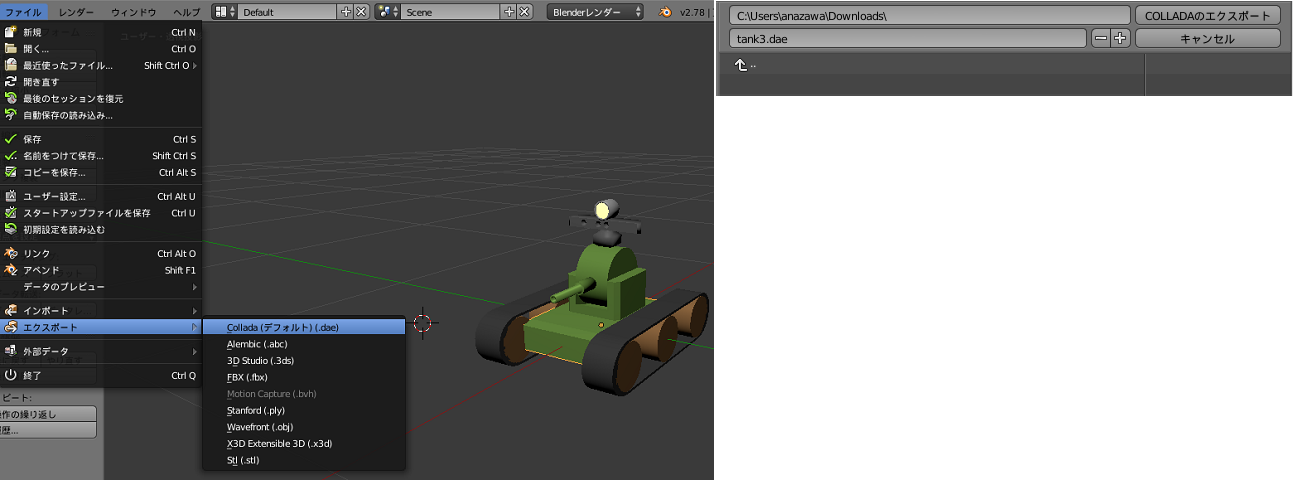 ファイル レンダー ウィンドウ ヘルプ Default Scene Blenderレンダー v2.78
新規 Ctrl N
開く... Ctrl O
最近使ったファイル... Shift Ctrl O
開き直す
最後のセッションを復元
自動保存の読み込み...
保存 Ctrl S
名前をつけて保存... Shift Ctrl S
コピーを保存... Ctrl Alt S
ユーザー設定... Ctrl Alt U
スタートアップファイルを保存 Ctrl U
初期設定を読み込む
リンク Ctrl Alt O
アペンド Shift F1
データのプレビュー
インポート
エクスポート
外部データ
終了 Ctrl Q
ピート:
作の繰り返し
歴...
Collada (デフォルト) (.dae)
Alembic (.abc)
3D Studio (.3ds)
FBX (.fbx)
Motion Capture (.bvh)
Stanford (.ply)
Wavefront (.obj)
X3D Extensible 3D (.x3d)
Stl (.stl)
C:\Users\anazawa\Downloads\ COLLADAのエクスポート
tank3.dae キャンセル
..